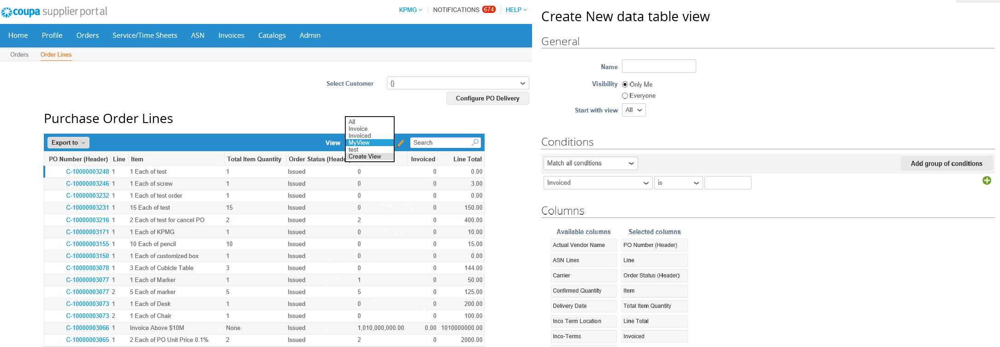 coupa supplier portal
KPMG NOTIFICATIONS 674 HELP
Home Profile Orders Service/Time Sheets ASN Invoices Catalogs Admin
Orders Order Lines
Select Customer {}
Configure PO Delivery
Purchase Order Lines
Export to View Search
All
Invoice
Invoiced
MyView
test
Create View
PO Number (Header) Line Item Total Item Quantity Order Status (Heade Invoiced Line Total
C-10000003248 1 1 Each of test 1 Issued 0 0 0.00
C-10000003246 1 1 Each of screw 1 Issued 0 0 3.00
C-10000003232 1 1 Each of test order 1 Issued 0 0 0.00
C-10000003231 1 15 Each of test 15 Issued 0 0 150.00
C-10000003216 1 2 Each of test for cancel PO 2 Issued 2 0 400.00
C-10000003171 1 1 Each of KPMG 1 Issued 0 0 10.00
C-10000003155 1 10 Each of pencil 10 Issued 0 0 15.00
C-10000003150 1 1 Each of customized box 1 Issued 0 0 0.00
C-10000003078 1 3 Each of Cubicle Table 3 Issued 0 0 144.00
C-10000003077 1 1 Each of Marker 1 Issued 1 0 50.00
C-10000003077 2 5 Each of marker 5 Issued 5 0 125.00
C-10000003073 1 1 Each of Desk 1 Issued 0 0 200.00
C-10000003073 2 1 Each of Chair 1 Issued 0 0 100.00
C-10000003066 1 Invoice Above $10M None Issued 1,010,000,000.00 0.00 1010000000.00
C-10000003065 1 2 Each of PO Unit Price 0.1% 2 Issued 2 0 2000.00
Create New data table view
General
Name
Visibility Only Me
Everyone
Start with view All
Conditions
Match all conditions Add group of conditions
Invoiced is
Columns
Available columns Selected columns
Actual Vendor Name PO Number (Header)
ASN Lines Line
Carrier Order Status (Header)
Confirmed Quantity Item
Delivery Date Total Item Quantity
Inco Term Location Line Total
Inco-Terms Invoiced